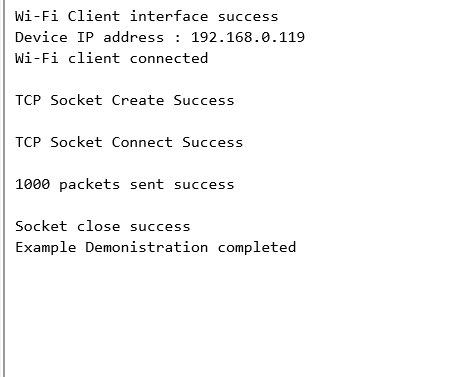 Wi-Fi Client interface success
Device IP address : 192.168.0.119
Wi-Fi client connected
TCP Socket Create Success
TCP Socket Connect Success
1000 packets sent success
Socket close success
Example Demonistration completed